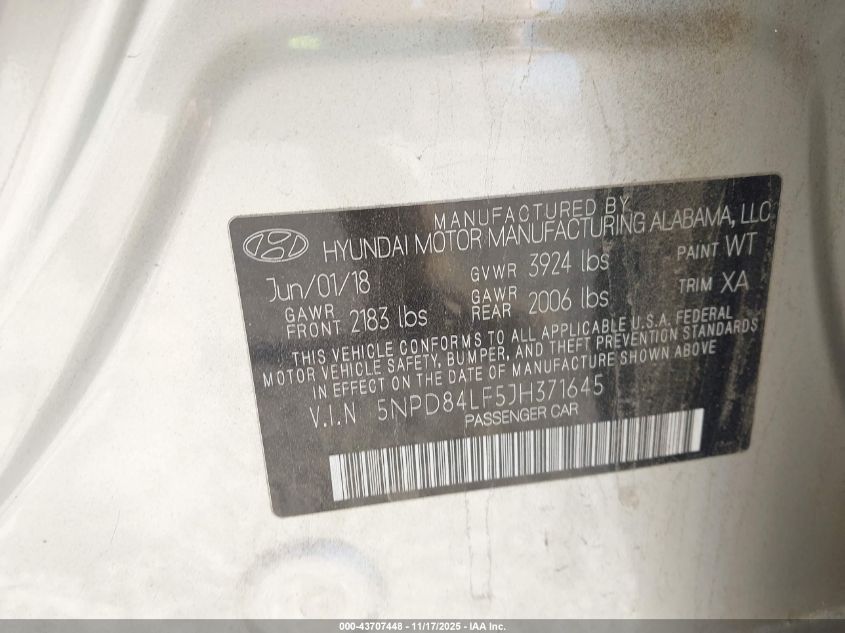 MANUFACTURED BY
HYUNDAI MOTOR MANUFACTURING ALABAMA, LLC
Jun/01/18 GVWR 3924 lbs PAINT WT
GAWR FRONT 2183 lbs GAWR REAR 2006 lbs TRIM XA
THIS VEHICLE CONFORMS TO ALL APPLICABLE U.S.A. FEDERAL
MOTOR VEHICLE SAFETY, BUMPER, AND THEFT PREVENTION STANDARDS
IN EFFECT ON THE DATE OF MANUFACTURE SHOWN ABOVE
V.I.N 5NPD84LF5JH371645
PASSENGER CAR
000-43707448 - 11/17/2025 - IAA Inc.